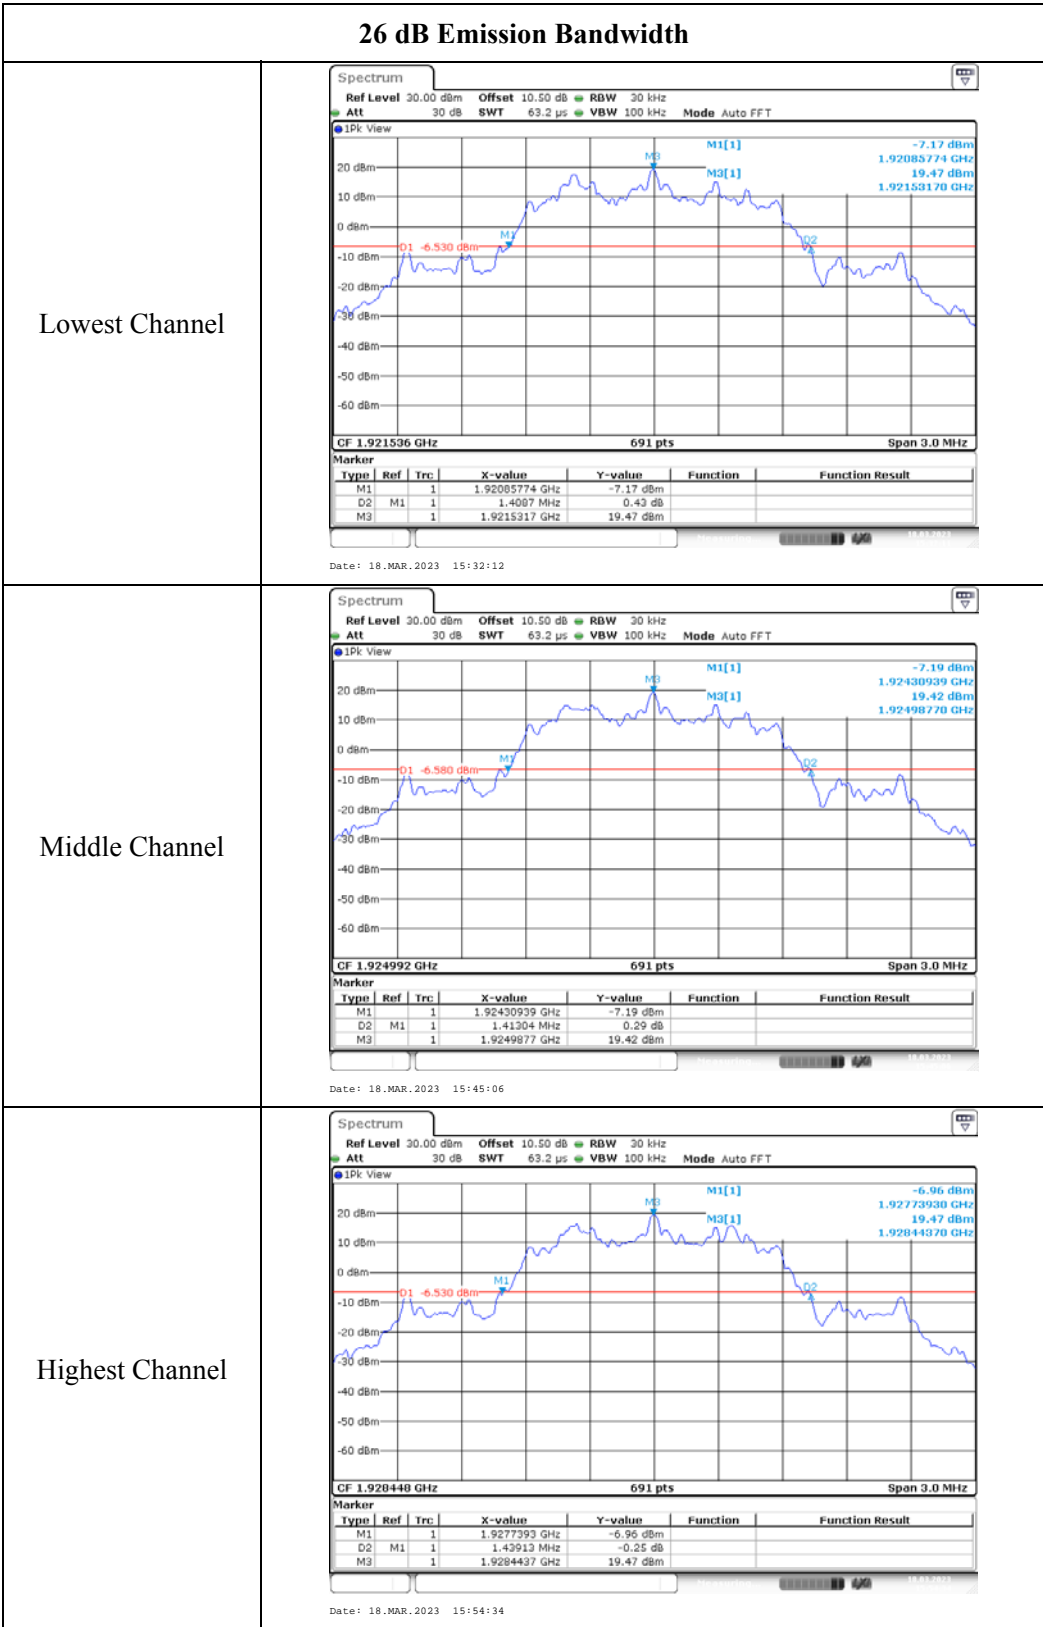 26 dB Emission Bandwidth
Lowest Channel
Spectrum
Ref Level 30.00 dBm Offset 10.50 dB RBW 30 kHz
Att 30 dB SWT 63.2 µs VBW 100 kHz Mode Auto FFT
1Pk View
M1[1] -7.17 dBm
1.92085774 GHz
M3[1] 19.47 dBm
1.92153170 GHz
M3
20 dBm
10 dBm
0 dBm
M1
D2
D1 -6.530 dBm
-10 dBm
-20 dBm
-30 dBm
-40 dBm
-50 dBm
-60 dBm
CF 1.921536 GHz 691 pts Span 3.0 MHz
Marker
Type Ref Trc X-value Y-value Function Function Result
M1 1 1.92085774 GHz -7.17 dBm
D2 M1 1 1.4087 MHz 0.43 dB
M3 1 1.9215317 GHz 19.47 dBm
Date: 18.MAR.2023 15:32:12
Middle Channel
Spectrum
Ref Level 30.00 dBm Offset 10.50 dB RBW 30 kHz
Att 30 dB SWT 63.2 µs VBW 100 kHz Mode Auto FFT
1Pk View
M1[1] -7.19 dBm
1.92430939 GHz
M3[1] 19.42 dBm
1.92498770 GHz
M3
20 dBm
10 dBm
0 dBm
M1
D2
D1 -6.580 dBm
-10 dBm
-20 dBm
-30 dBm
-40 dBm
-50 dBm
-60 dBm
CF 1.924992 GHz 691 pts Span 3.0 MHz
Marker
Type Ref Trc X-value Y-value Function Function Result
M1 1 1.92430939 GHz -7.19 dBm
D2 M1 1 1.41304 MHz 0.29 dB
M3 1 1.9249877 GHz 19.42 dBm
Date: 18.MAR.2023 15:45:06
Highest Channel
Spectrum
Ref Level 30.00 dBm Offset 10.50 dB RBW 30 kHz
Att 30 dB SWT 63.2 µs VBW 100 kHz Mode Auto FFT
1Pk View
M1[1] -6.96 dBm
1.92773930 GHz
M3[1] 19.47 dBm
1.92844370 GHz
M3
20 dBm
10 dBm
0 dBm
M1
D2
D1 -6.530 dBm
-10 dBm
-20 dBm
-30 dBm
-40 dBm
-50 dBm
-60 dBm
CF 1.928448 GHz 691 pts Span 3.0 MHz
Marker
Type Ref Trc X-value Y-value Function Function Result
M1 1 1.9277393 GHz -6.96 dBm
D2 M1 1 1.43913 MHz -0.25 dB
M3 1 1.9284437 GHz 19.47 dBm
Date: 18.MAR.2023 15:54:34